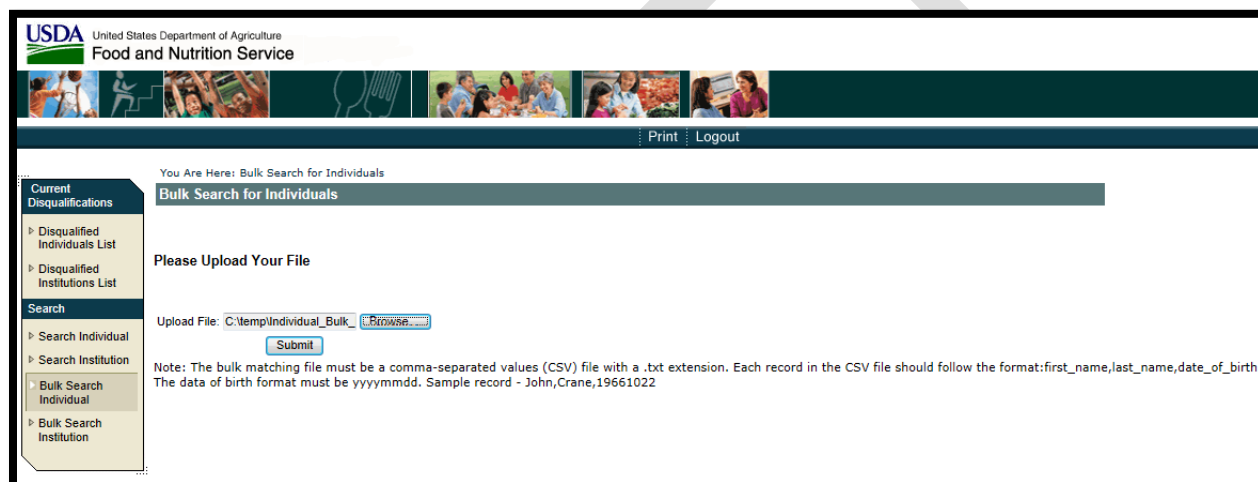 USDA United States Department of Agriculture
Food and Nutrition Service
Print Logout
You Are Here: Bulk Search for Individuals
Current
Disqualifications
Bulk Search for Individuals
Disqualified
Individuals List
Disqualified
Institutions List
Please Upload Your File
Search
Search Individual
Search Institution
Bulk Search
Individual
Bulk Search
Institution
Upload File: C:\temp\Individual_Bulk_ Browse...
Submit
Note: The bulk matching file must be a comma-separated values (CSV) file with a .txt extension. Each record in the CSV file should follow the format:first_name,last_name,date_of_birth
The data of birth format must be yyyymmdd. Sample record - John,Crane,19661022